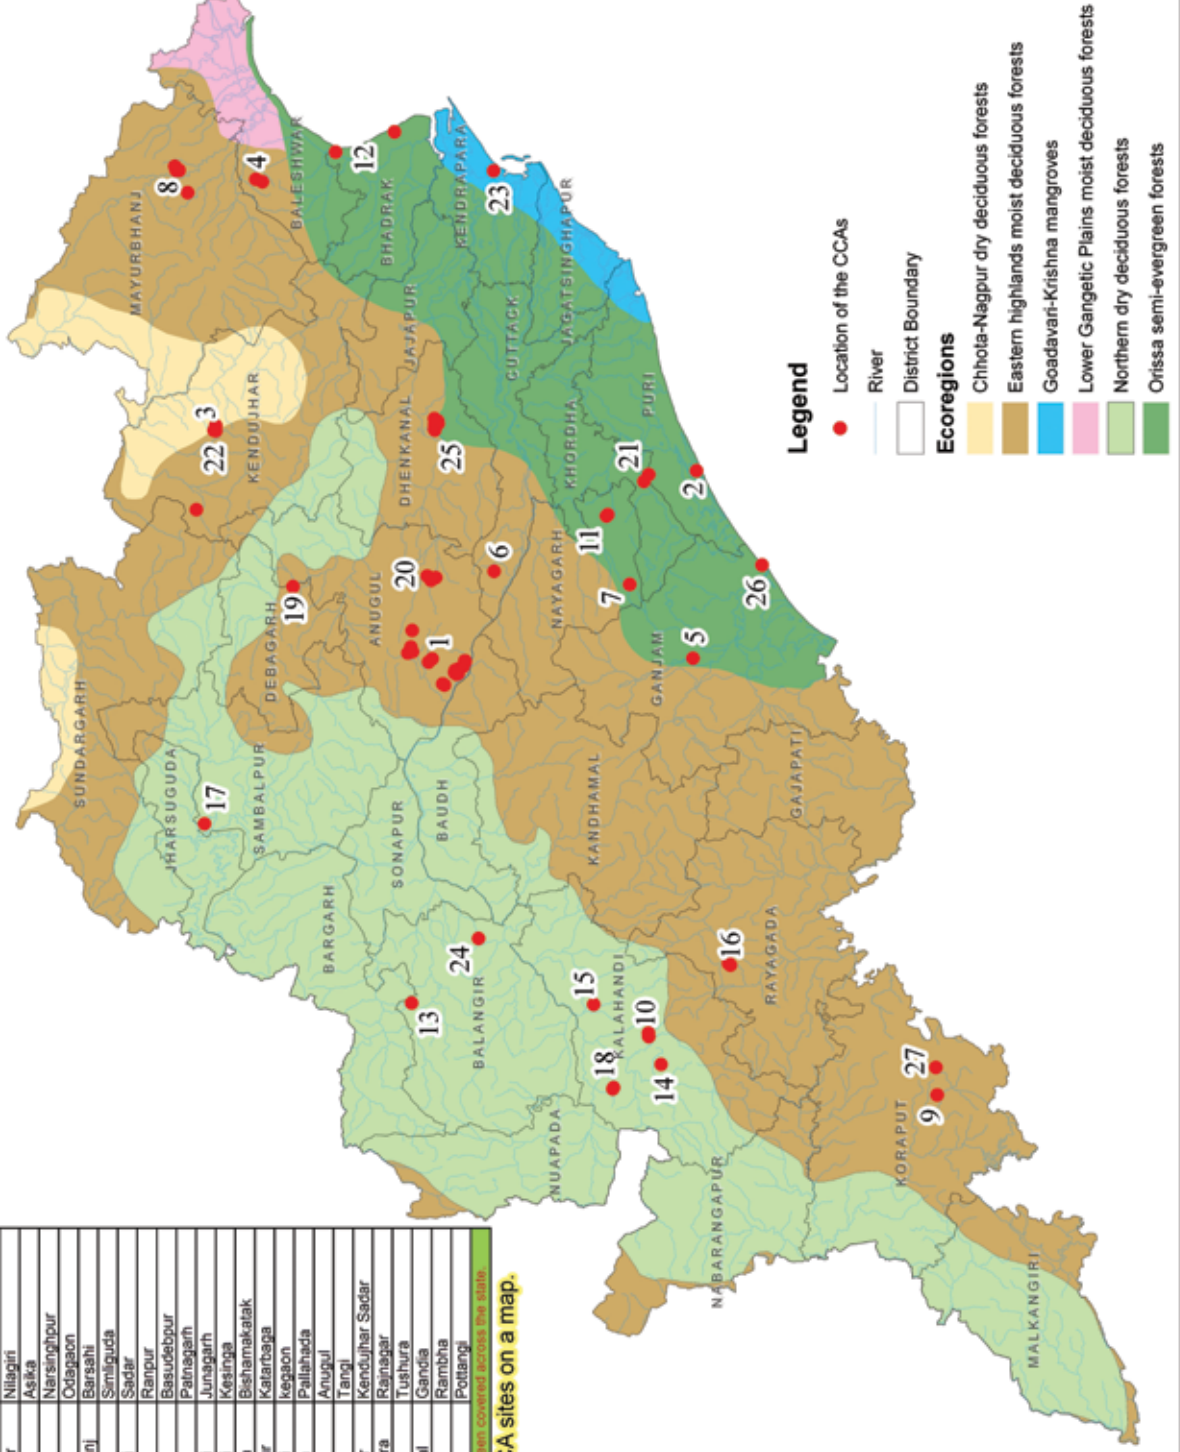 Nilagiri
Asika
Narsinghpur
Odagaon
Barsahi
Simliguda
Sadar
Ranpur
Basudebpur
Patnagarh
Junagarh
Kesinga
Bishamakatak
Katarbaga
kegaon
Pallahada
Anugul
Tangi
Kendujhar Sadar
Rajnagar
Tushura
Gandia
Rambha
Pottangi
een covered across the state.
A sites on a map.
SUNDARGARH
JHARSUGUDA
17
SAMBALPUR
DEBAGARH
19
BARGARH
SONAPUR
BAUDH
ANUGUL
20
1
6
22
3
KENDUJHAR
MAYURBHANJ
8
4
BALESHWAR
12
BHADRAK
KENDRAPARA
23
JAJAPUR
DHENKANAL
25
CUTTACK
JAGATSINGHAPUR
KHORDHA
PURI
21
2
11
NAYAGARH
7
26
5
GANJAM
KANDHAMAL
GAJAPATI
13
24
BALANGIR
NUAPADA
15
KALAHANDI
10
18
14
16
RAYAGADA
NABARANGAPUR
KORAPUT
9
27
MALKANGIRI
Legend
Location of the CCAs
River
District Boundary
Ecoregions
Chhota-Nagpur dry deciduous forests
Eastern highlands moist deciduous forests
Goadavari-Krishna mangroves
Lower Gangetic Plains moist deciduous forests
Northern dry deciduous forests
Orissa semi-evergreen forests